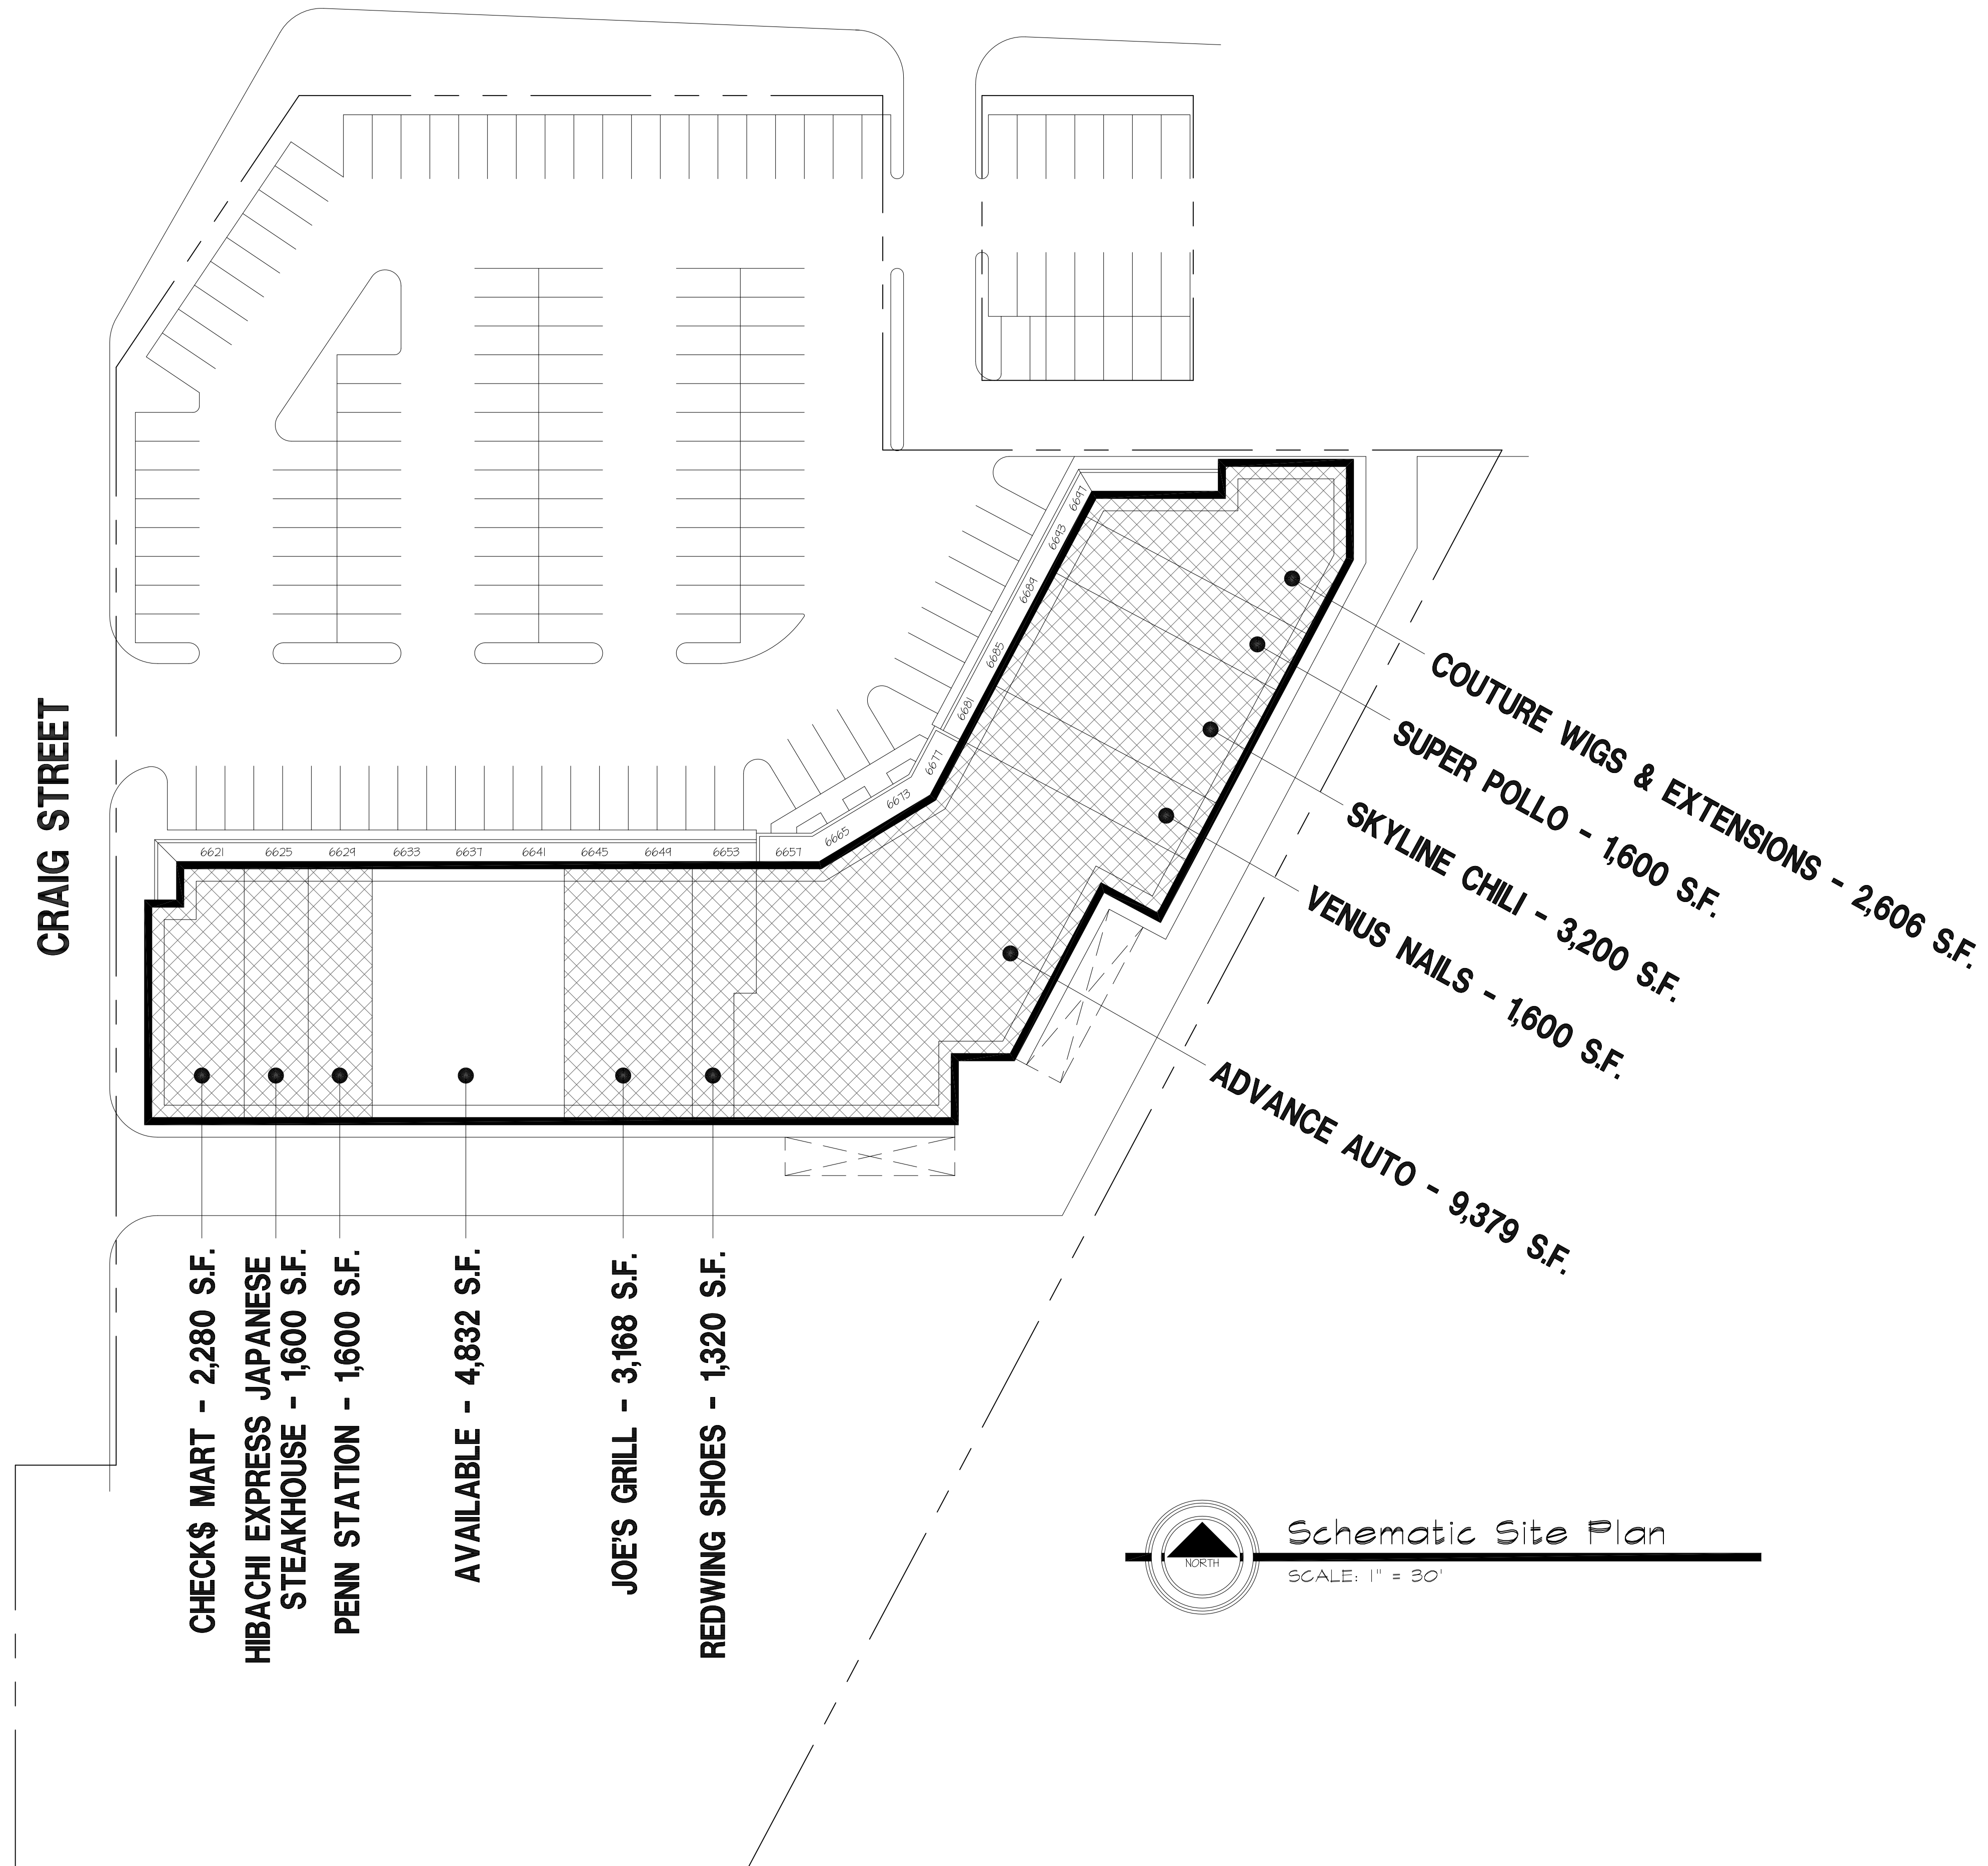 CRAIG STREET
6621
6625
6629
6633
6637
6641
6645
6649
6653
6657
6665
6673
6677
6681
6685
6689
6693
6697
COUTURE WIGS & EXTENSIONS - 2,606 S.F.
SUPER POLLO - 1,600 S.F.
SKYLINE CHILI - 3,200 S.F.
VENUS NAILS - 1,600 S.F.
ADVANCE AUTO - 9,379 S.F.
CHECK$ MART - 2,280 S.F.
HIBACHI EXPRESS JAPANESE
STEAKHOUSE - 1,600 S.F.
PENN STATION - 1,600 S.F.
AVAILABLE - 4,832 S.F.
JOE'S GRILL - 3,168 S.F.
REDWING SHOES - 1,320 S.F.
NORTH
Schematic Site Plan
SCALE: 1" = 30'